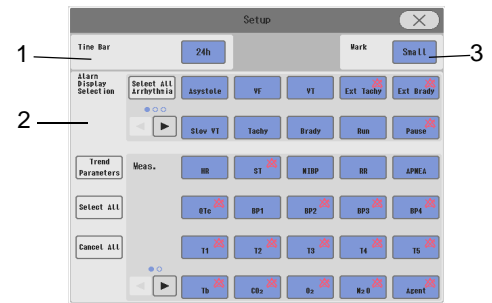 Setup
1
Time Bar
24h
Mark
Small
3
2
Alarm
Display
Selection
Select All
Arrhythmia
Asystole
VF
VT
Ext Tachy
Ext Brady
Slow VT
Tachy
Brady
Run
Pause
Trend
Parameters
Meas.
HR
ST
NIBP
RR
APNEA
Select All
QTc
BP1
BP2
BP3
BP4
Cancel All
T1
T2
T3
T4
T5
Tb
CO₂
O₂
N₂O
Agent